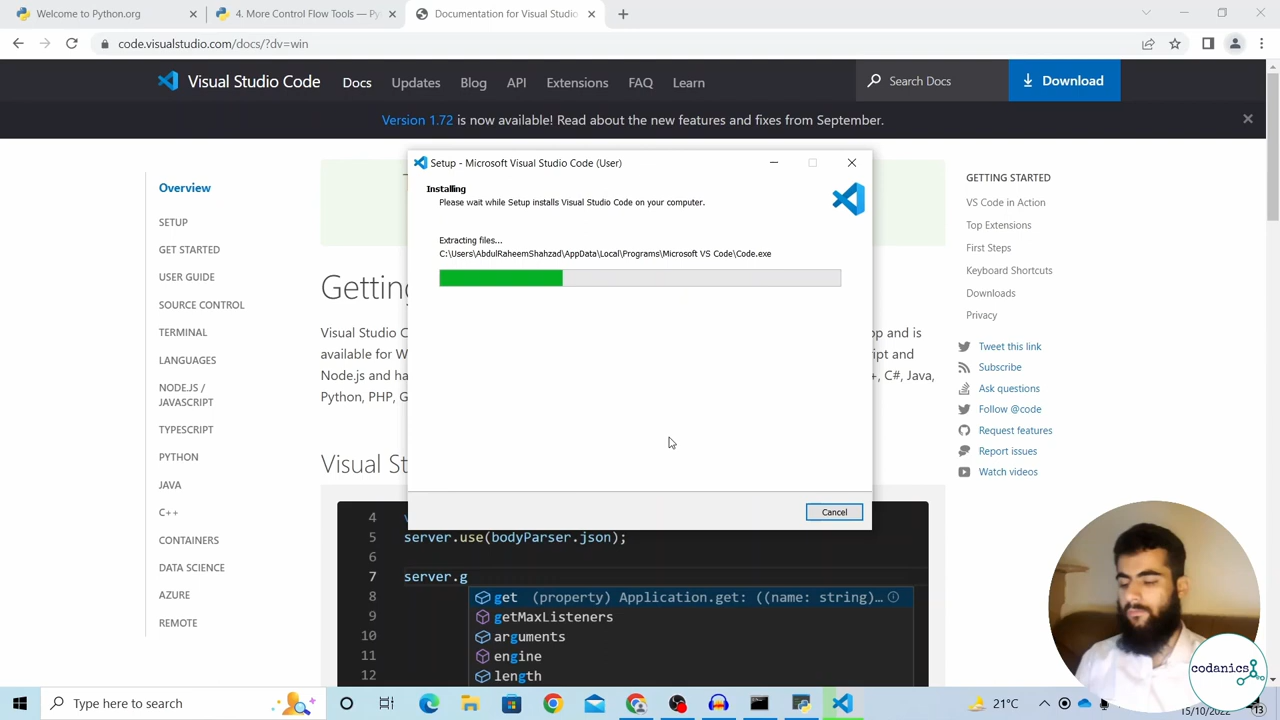 Welcome to Python.org
4. More Control Flow Tools — Py
Documentation for Visual Studio
code.visualstudio.com/docs/?dv=win
Visual Studio Code
Docs
Updates
Blog
API
Extensions
FAQ
Learn
Search Docs
Download
Version 1.72 is now available! Read about the new features and fixes from September.
Setup - Microsoft Visual Studio Code (User)
Installing
Please wait while Setup installs Visual Studio Code on your computer.
Extracting files...
C:\Users\AbdulRaheemShahzad\AppData\Local\Programs\Microsoft VS Code\Code.exe
Cancel
Overview
SETUP
GET STARTED
USER GUIDE
SOURCE CONTROL
TERMINAL
LANGUAGES
NODE.JS /
JAVASCRIPT
TYPESCRIPT
PYTHON
JAVA
C++
CONTAINERS
DATA SCIENCE
AZURE
REMOTE
Getting
Visual Studio C
op and is
available for W
ript and
Node.js and ha
+, C#, Java,
Python, PHP, G
Visual St
4
5 server.use(bodyParser.json);
6
7 server.g
8 get (property) Application.get: ((name: string)…
9 getMaxListeners
10 arguments
11 engine
12 length
GETTING STARTED
VS Code in Action
Top Extensions
First Steps
Keyboard Shortcuts
Downloads
Privacy
Tweet this link
Subscribe
Ask questions
Follow @code
Request features
Report issues
Watch videos
codanics
Type here to search
21°C
15/10/2022
13